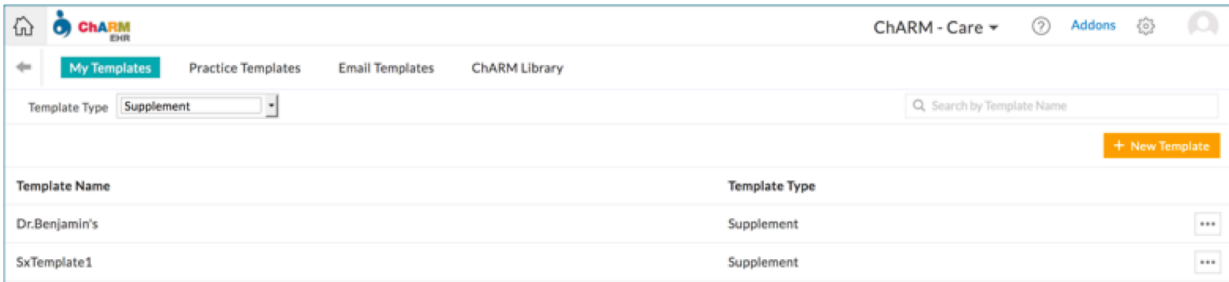 ChARM EHR ChARM - Care ? Addons
My Templates Practice Templates Email Templates ChARM Library
Template Type Supplement Search by Template Name
+ New Template
Template Name Template Type
Dr.Benjamin's Supplement
SxTemplate1 Supplement